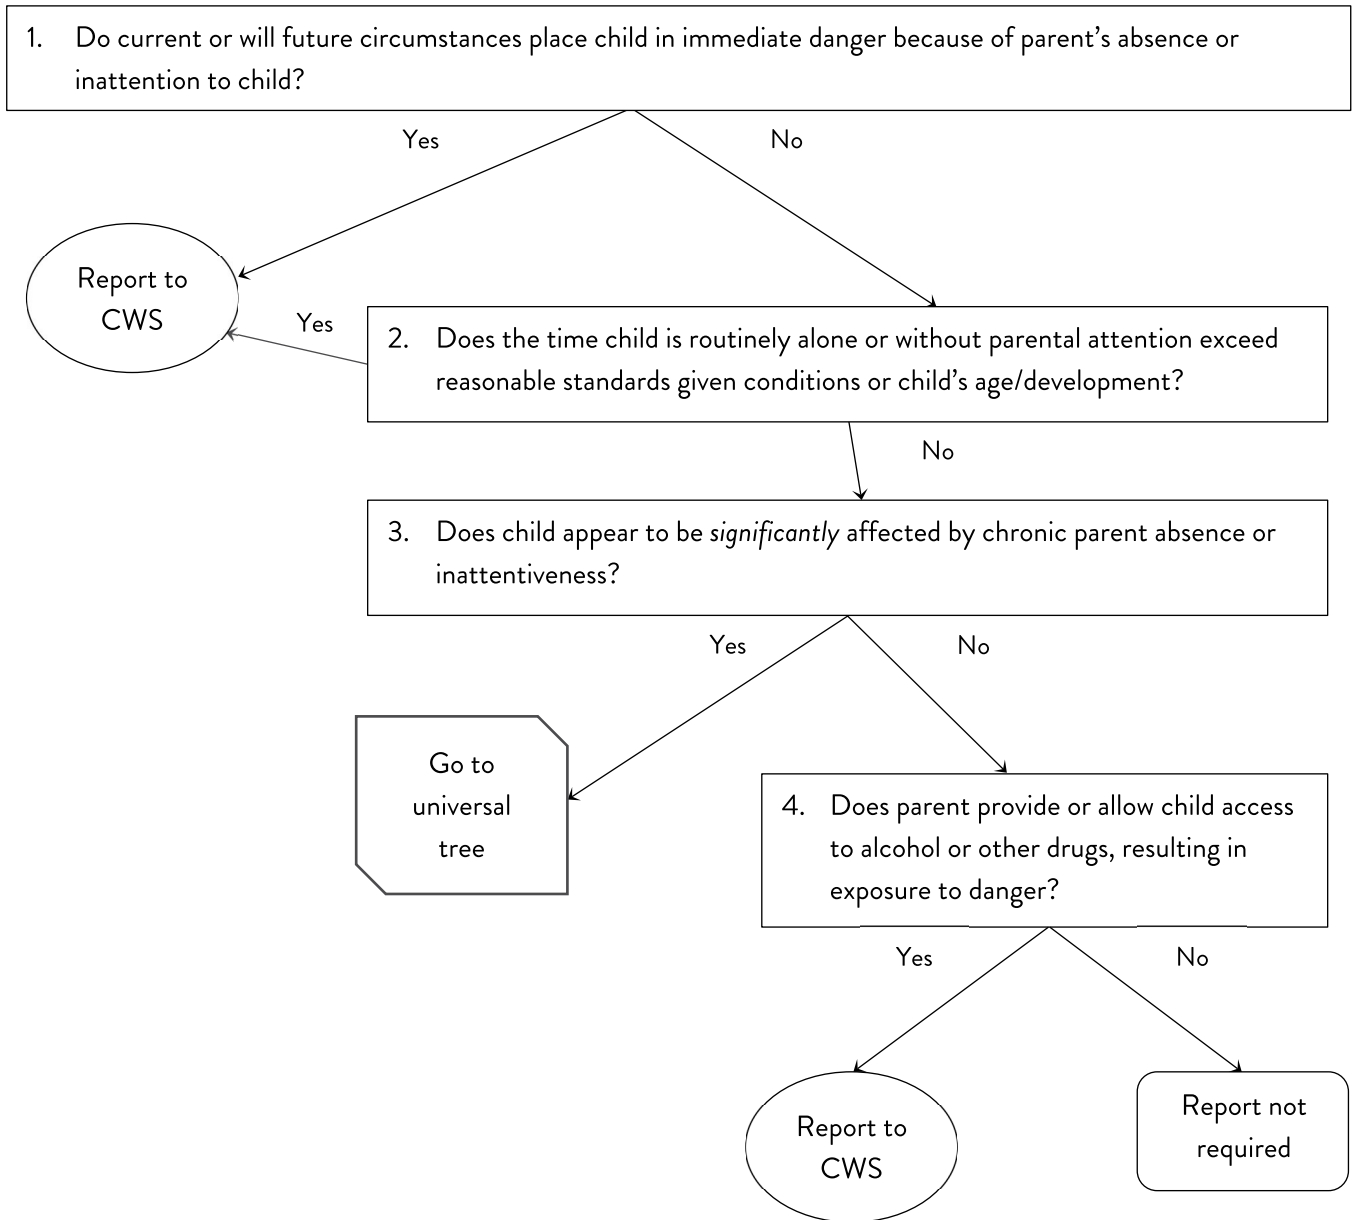 1. Do current or will future circumstances place child in immediate danger because of parent's absence or
inattention to child?
Yes
No
Report to
CWS
Yes
2. Does the time child is routinely alone or without parental attention exceed
reasonable standards given conditions or child's age/development?
No
3. Does child appear to be significantly affected by chronic parent absence or
inattentiveness?
Yes
No
Go to
universal
tree
4. Does parent provide or allow child access
to alcohol or other drugs, resulting in
exposure to danger?
Yes
No
Report to
CWS
Report not
required